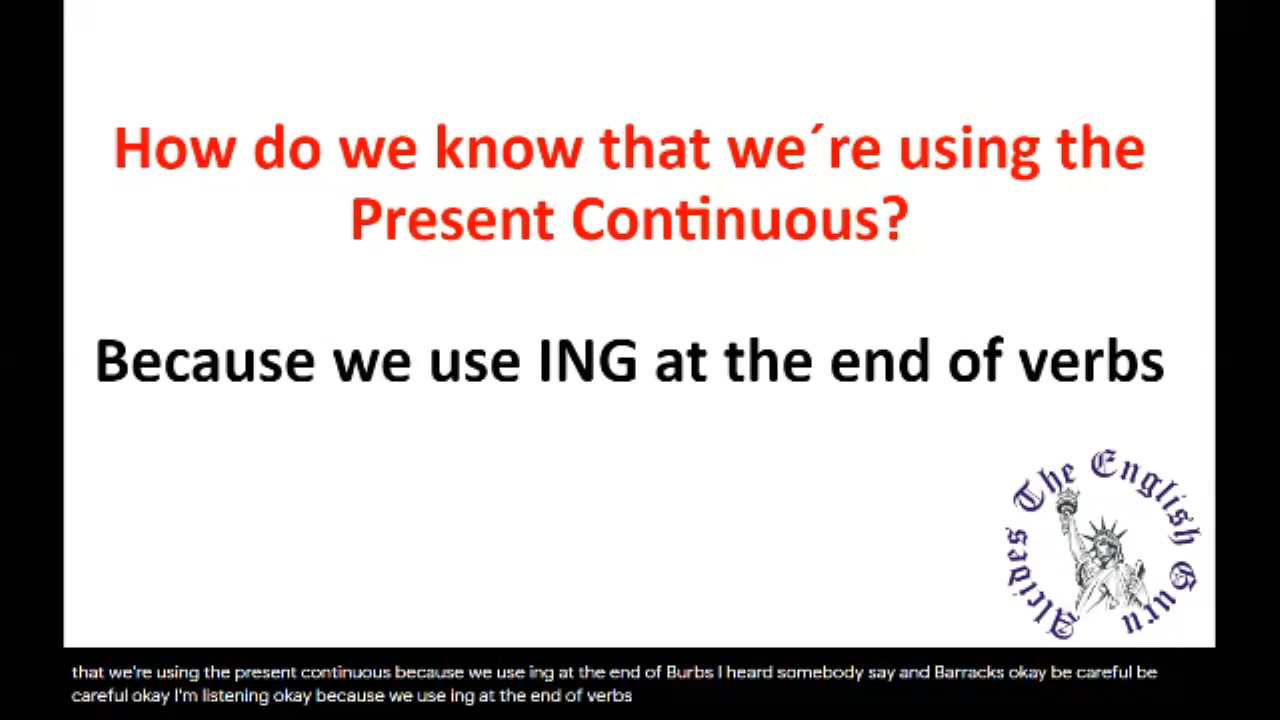 How do we know that we´re using the
Present Continuous?
Because we use ING at the end of verbs
Alcides The English Guru
that we're using the present continuous because we use ing at the end of Burbs I heard somebody say and Barracks okay be careful be
careful okay I'm listening okay because we use ing at the end of verbs